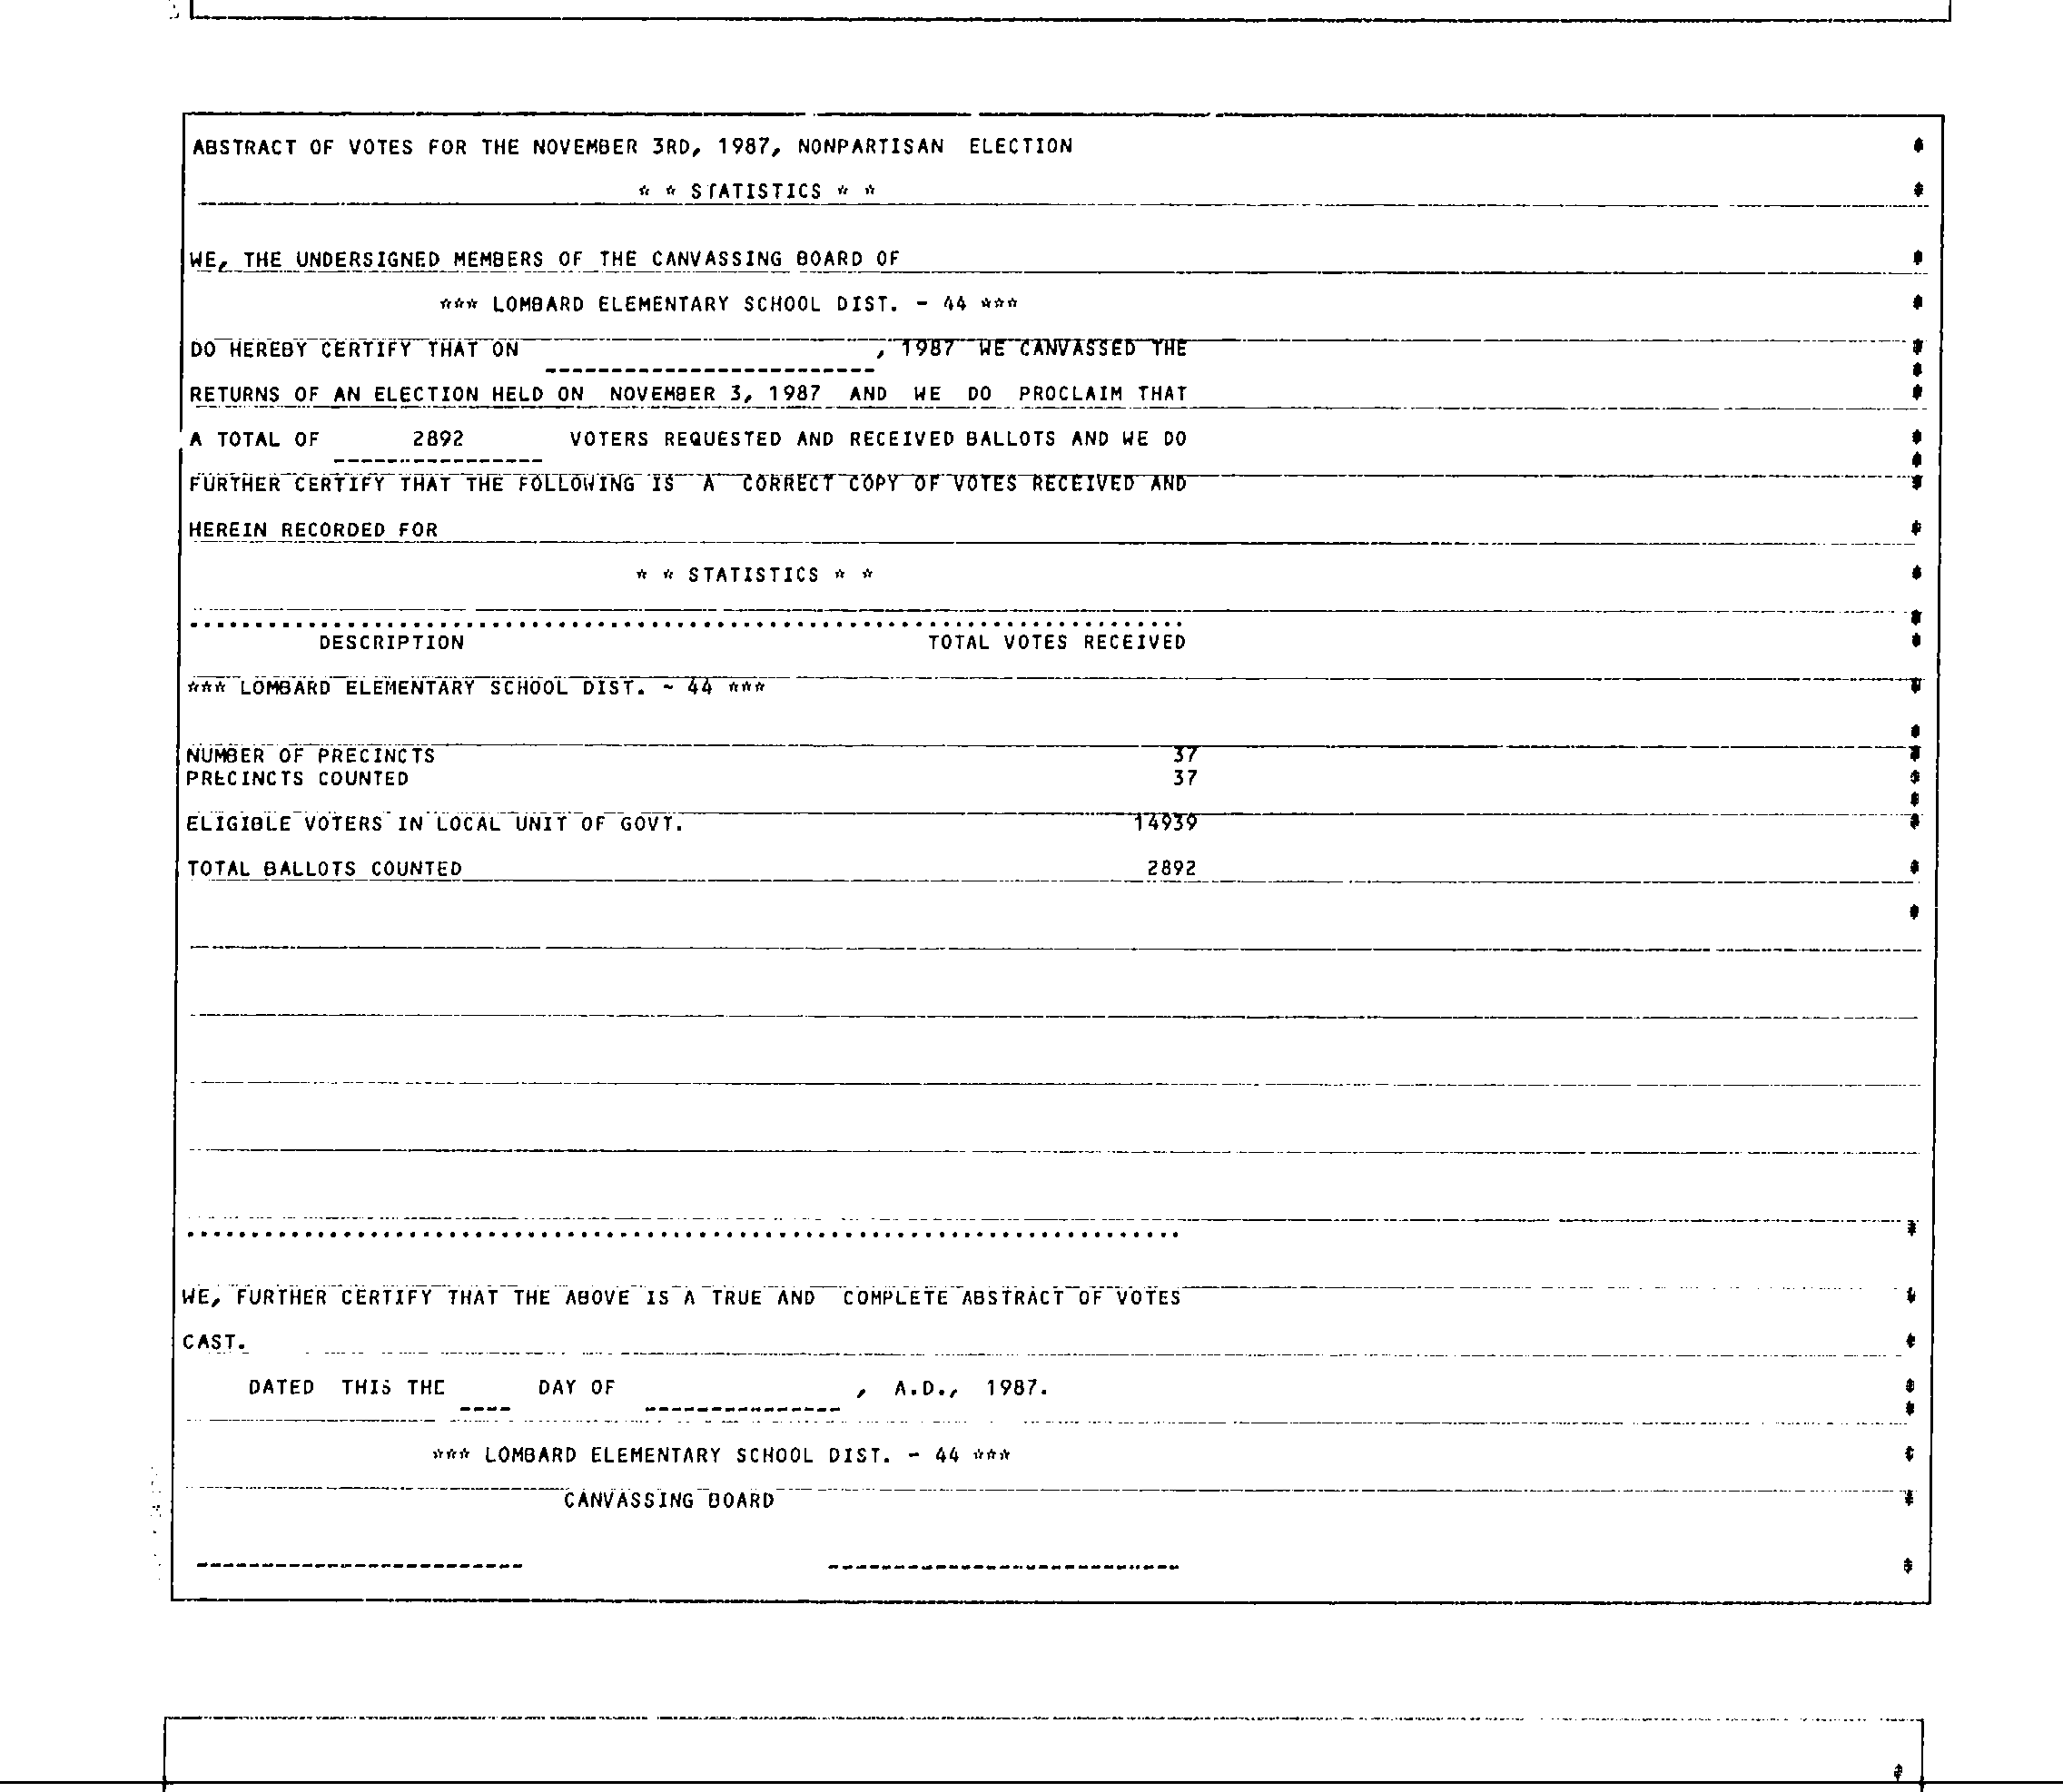 ABSTRACT OF VOTES FOR THE NOVEMBER 3RD, 1987, NONPARTISAN ELECTION
* * STATISTICS * *
WE, THE UNDERSIGNED MEMBERS OF THE CANVASSING BOARD OF
*** LOMBARD ELEMENTARY SCHOOL DIST. - 44 ***
DO HEREBY CERTIFY THAT ON _________________________, 1987 WE CANVASSED THE
RETURNS OF AN ELECTION HELD ON NOVEMBER 3, 1987 AND WE DO PROCLAIM THAT
A TOTAL OF 2892 VOTERS REQUESTED AND RECEIVED BALLOTS AND WE DO
FURTHER CERTIFY THAT THE FOLLOWING IS A CORRECT COPY OF VOTES RECEIVED AND
HEREIN RECORDED FOR
* * STATISTICS * *
DESCRIPTION TOTAL VOTES RECEIVED
*** LOMBARD ELEMENTARY SCHOOL DIST. - 44 ***
NUMBER OF PRECINCTS 37
PRECINCTS COUNTED 37
ELIGIBLE VOTERS IN LOCAL UNIT OF GOVT. 14939
TOTAL BALLOTS COUNTED 2892
WE, FURTHER CERTIFY THAT THE ABOVE IS A TRUE AND COMPLETE ABSTRACT OF VOTES
CAST.
DATED THIS THE ____ DAY OF _______________, A.D., 1987.
*** LOMBARD ELEMENTARY SCHOOL DIST. - 44 ***
CANVASSING BOARD